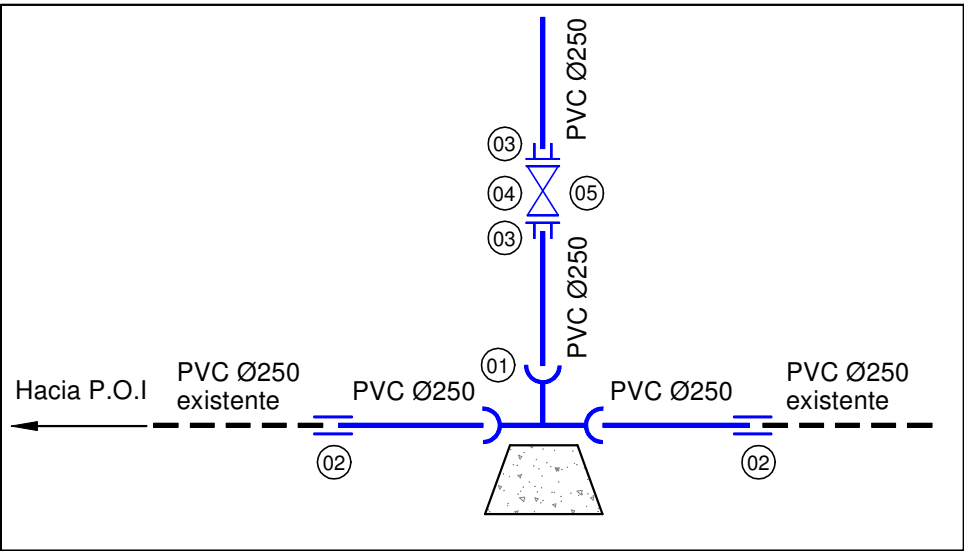 PVC Ø250
03
04
05
03
PVC Ø250
01
Hacia P.O.I
PVC Ø250
existente
PVC Ø250
PVC Ø250
PVC Ø250
existente
02
02